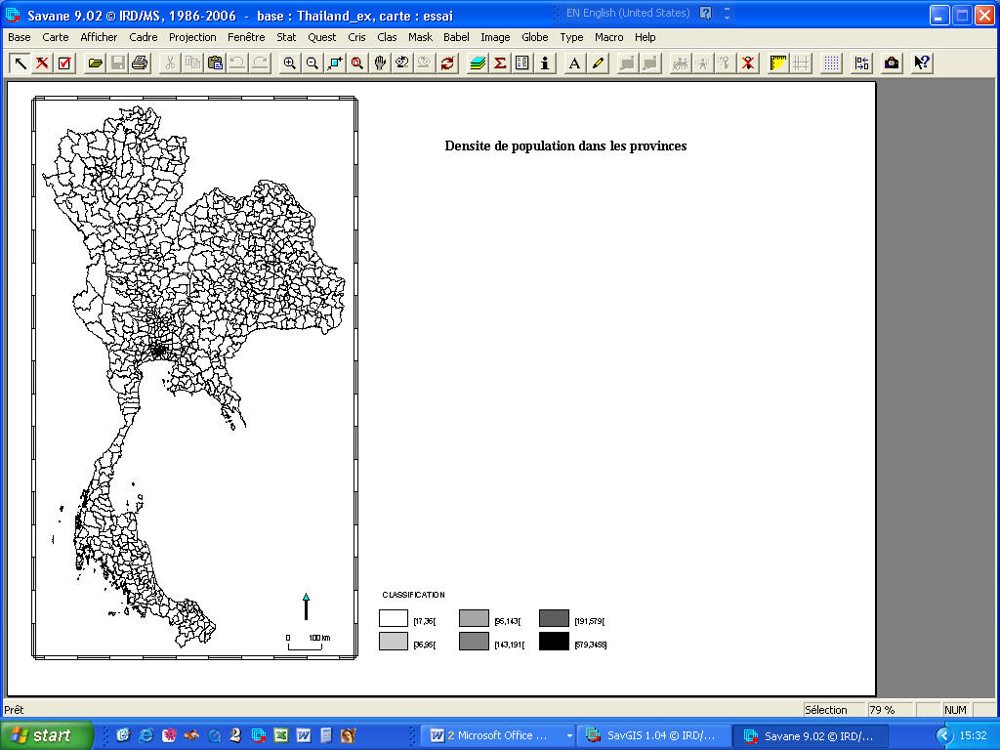 Savane 9.02 © IRD/MS, 1986-2006 - base : Thailand_ex, carte : essai
EN English (United States)
Base Carte Afficher Cadre Projection Fenêtre Stat Quest Cris Clas Mask Babel Image Globe Type Macro Help
Densite de population dans les provinces
CLASSIFICATION
[17,36[ [95,143[ [191,579[
[36,95[ [143,191[ [579,3455]
0 100 km
Prêt Sélection 79 % NUM
start 2 Microsoft Office ... SavGIS 1.04 © IRD/... Savane 9.02 © IRD/... 15:32